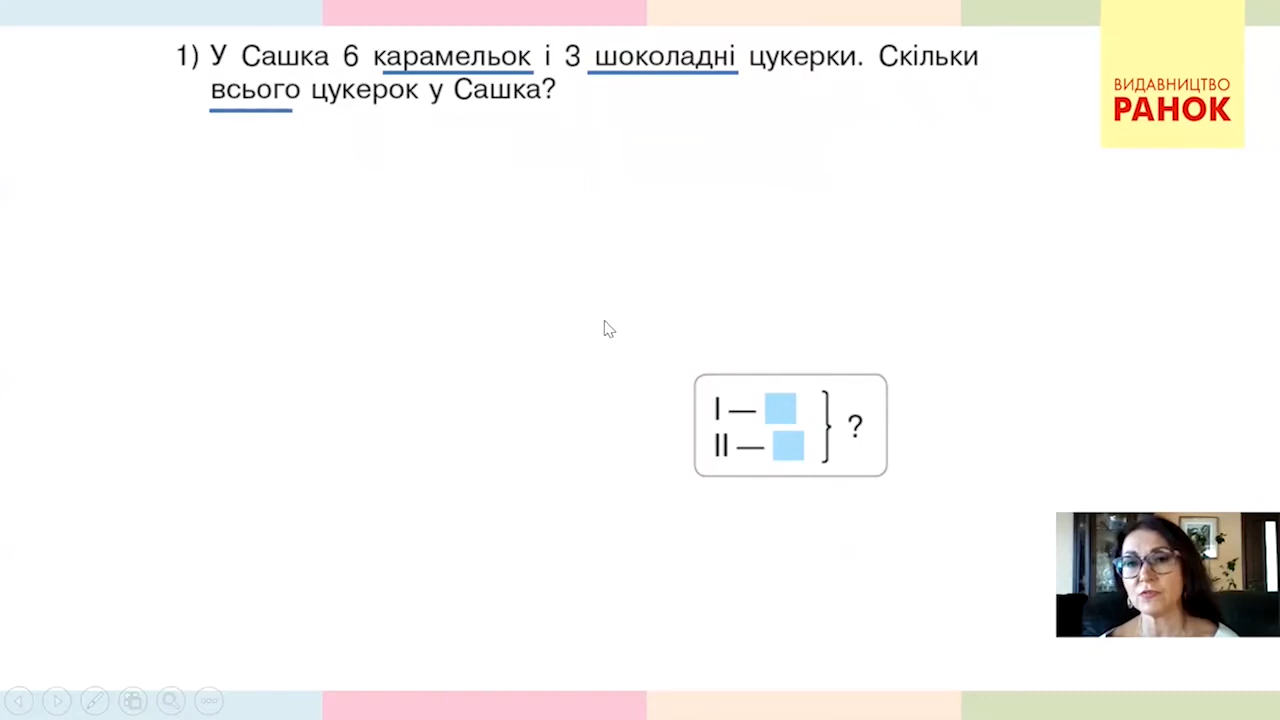 1) У Сашка 6 карамельок і 3 шоколадні цукерки. Скільки
всього цукерок у Сашка?
ВИДАВНИЦТВО
РАНОК
I —
II —
} ?